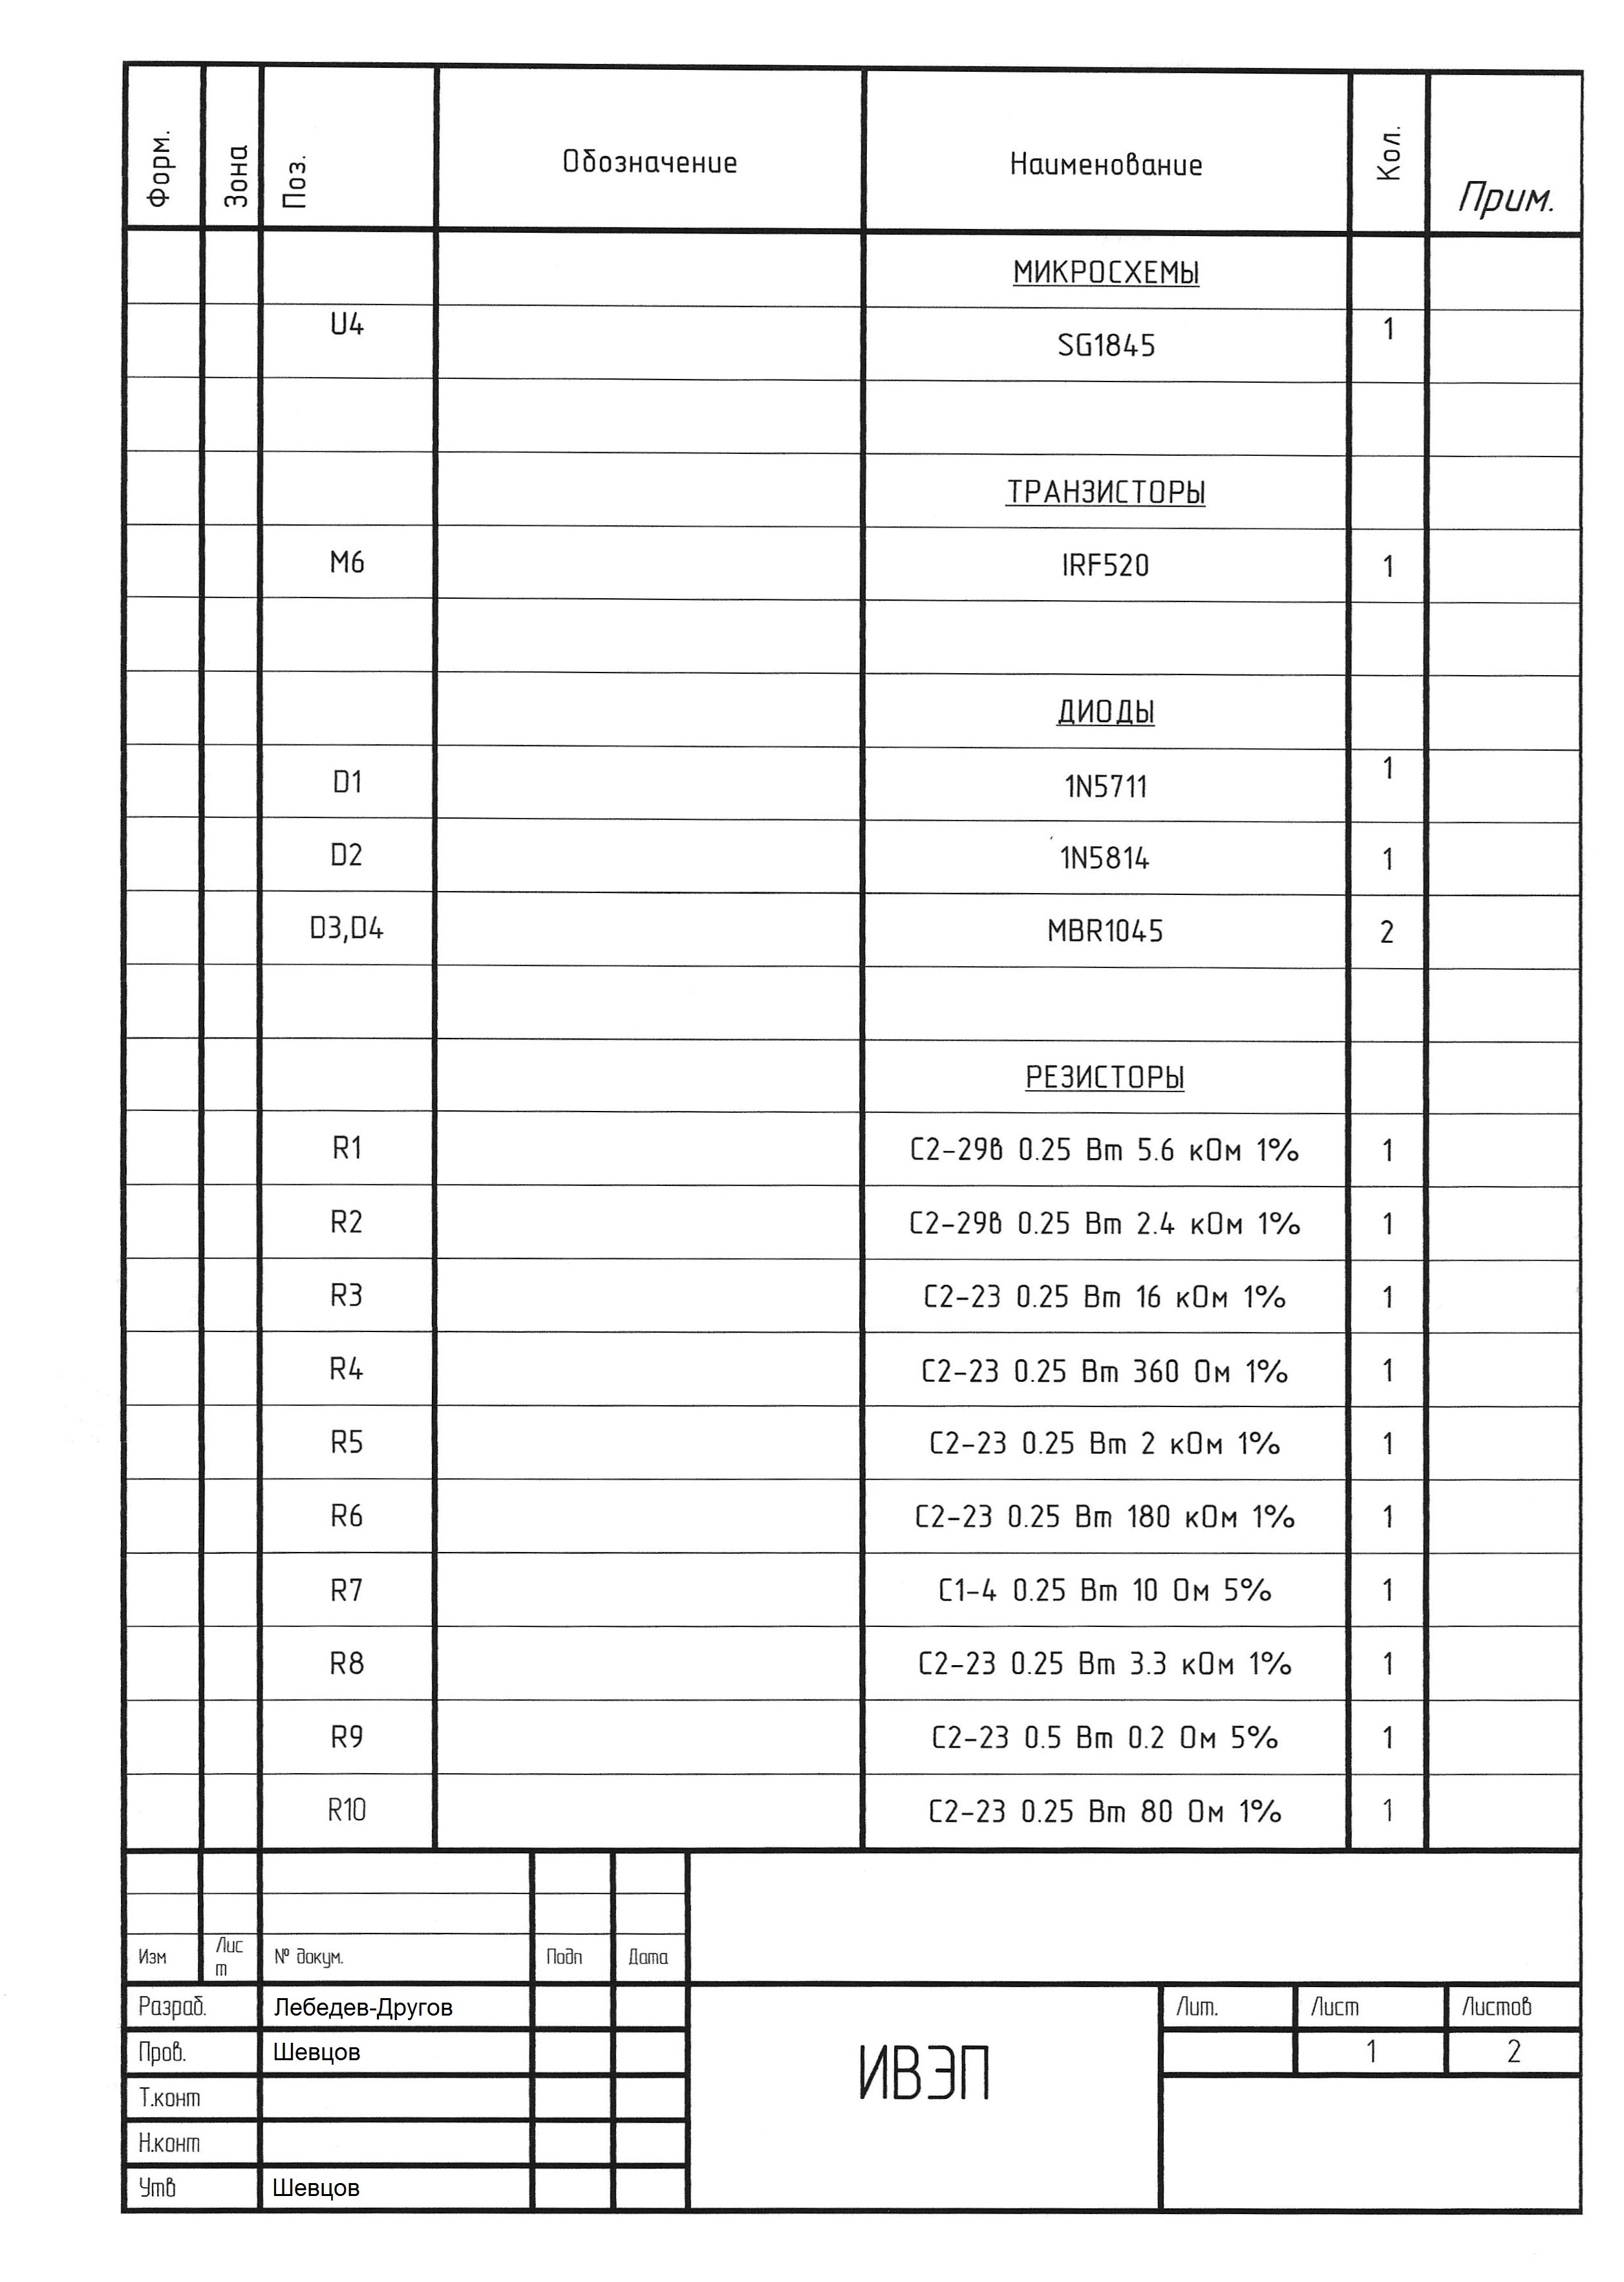 Форм. Зона Поз. Обозначение Наименование Кол. Прим.
МИКРОСХЕМЫ
U4 SG1845 1
ТРАНЗИСТОРЫ
M6 IRF520 1
ДИОДЫ
D1 1N5711 1
D2 1N5814 1
D3,D4 MBR1045 2
РЕЗИСТОРЫ
R1 С2-29в 0.25 Вт 5.6 кОм 1% 1
R2 С2-29в 0.25 Вт 2.4 кОм 1% 1
R3 С2-23 0.25 Вт 16 кОм 1% 1
R4 С2-23 0.25 Вт 360 Ом 1% 1
R5 С2-23 0.25 Вт 2 кОм 1% 1
R6 С2-23 0.25 Вт 180 кОм 1% 1
R7 С1-4 0.25 Вт 10 Ом 5% 1
R8 С2-23 0.25 Вт 3.3 кОм 1% 1
R9 С2-23 0.5 Вт 0.2 Ом 5% 1
R10 С2-23 0.25 Вт 80 Ом 1% 1
Изм Лис
т № докум. Подп Дата
Разраб. Лебедев-Другов
Пров. Шевцов
Т.конт
Н.конт
Утв Шевцов
ИВЭП
Лит. Лист Листов
1 2